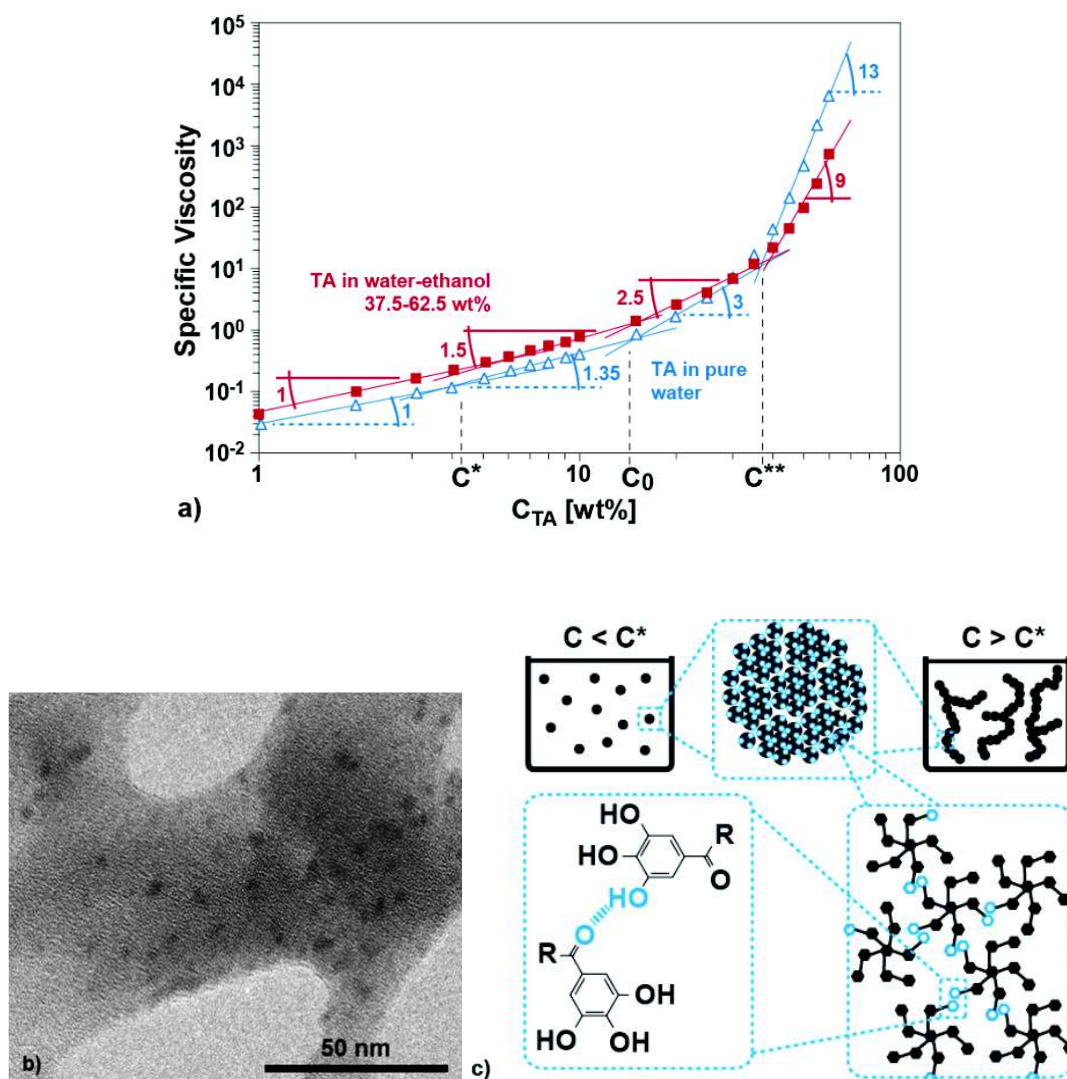 10^5
10^4
10^3
10^2
10^1
10^0
10^-1
10^-2
Specific Viscosity
13
9
TA in water-ethanol
37.5-62.5 wt%
2.5
3
1.5
1.35
TA in pure
water
1
1
1
10
100
C*
C0
C**
CTA [wt%]
a)
C < C*
C > C*
HO
HO
R
HO
O
O
R
OH
HO
OH
50 nm
b)
c)